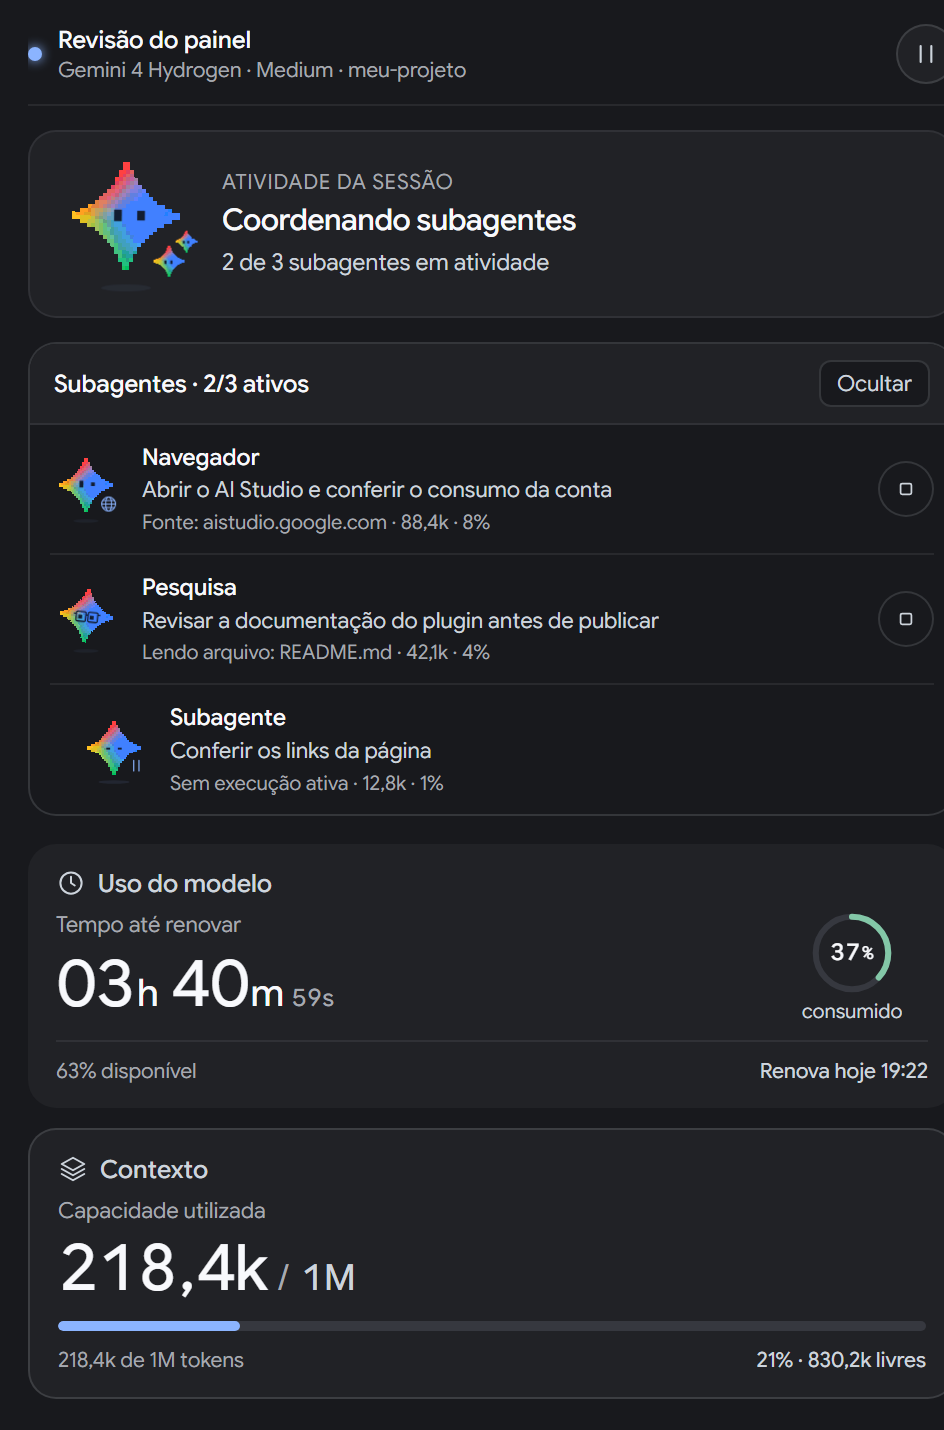 Revisão do painel
Gemini 4 Hydrogen · Medium · meu-projeto
ATIVIDADE DA SESSÃO
Coordenando subagentes
2 de 3 subagentes em atividade
Subagentes · 2/3 ativos
Ocultar
Navegador
Abrir o AI Studio e conferir o consumo da conta
Fonte: aistudio.google.com · 88,4k · 8%
Pesquisa
Revisar a documentação do plugin antes de publicar
Lendo arquivo: README.md · 42,1k · 4%
Subagente
Conferir os links da página
Sem execução ativa · 12,8k · 1%
Uso do modelo
Tempo até renovar
03h 40m 59s
37%
consumido
63% disponível
Renova hoje 19:22
Contexto
Capacidade utilizada
218,4k / 1M
218,4k de 1M tokens
21% · 830,2k livres